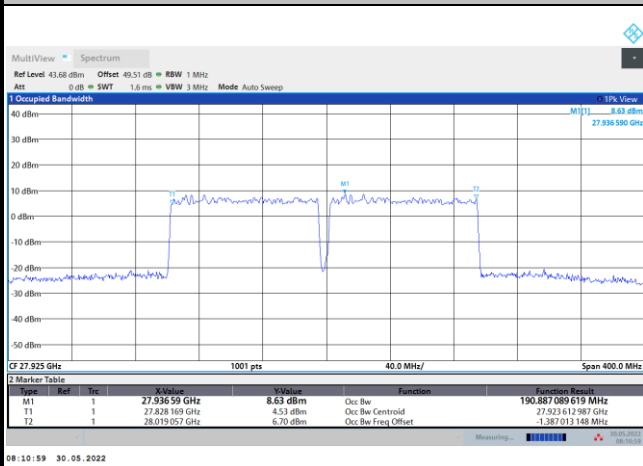 MultiView Spectrum
Ref Level 43.68 dBm Offset 49.51 dB RBW 1 MHz
Att 0 dB SWT 1.6 ms VBW 3 MHz Mode Auto Sweep
1 Occupied Bandwidth 1Pk View
M1[1] 8.63 dBm
27.936 590 GHz
40 dBm
30 dBm
20 dBm
10 dBm
0 dBm
-10 dBm
-20 dBm
-30 dBm
-40 dBm
-50 dBm
T1 M1 T2
CF 27.925 GHz 1001 pts 40.0 MHz/ Span 400.0 MHz
2 Marker Table
Type Ref Trc X-Value Y-Value Function Function Result
M1 1 27.936 59 GHz 8.63 dBm Occ Bw 190.887 089 619 MHz
T1 1 27.828 169 GHz 4.53 dBm Occ Bw Centroid 27.923 612 987 GHz
T2 1 28.019 057 GHz 6.70 dBm Occ Bw Freq Offset -1.387 013 148 MHz
Measuring... 30.05.2022
08:10:59
08:10:59 30.05.2022